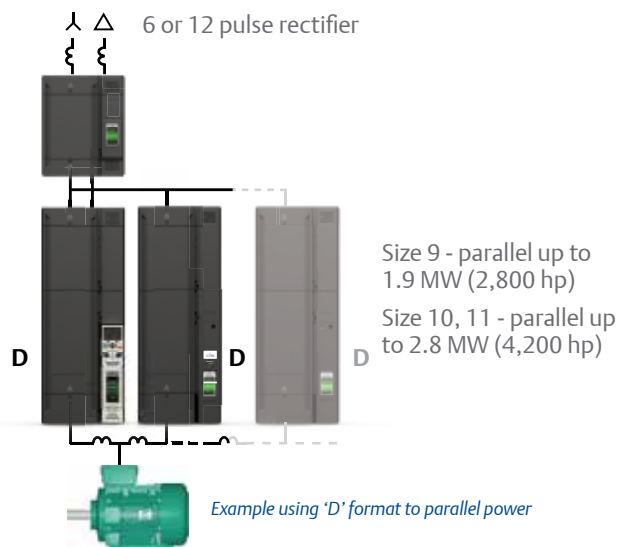 6 or 12 pulse rectifier
Size 9 - parallel up to
1.9 MW (2,800 hp)
Size 10, 11 - parallel up
to 2.8 MW (4,200 hp)
D
D
D
Example using ‘D’ format to parallel power